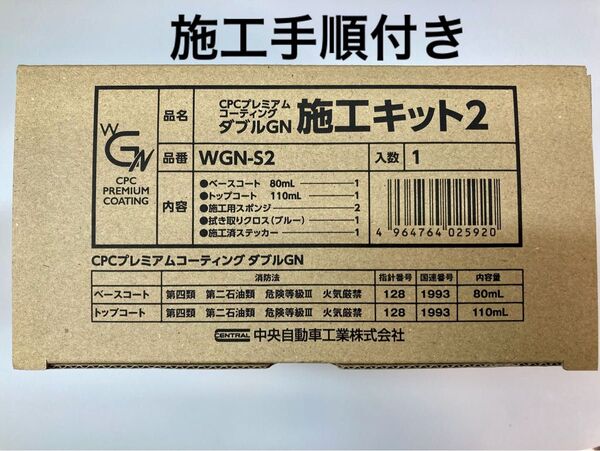 施工手順付き
WGN
CPC
PREMIUM
COATING
品名 CPCプレミアム
コーティング
ダブルGN 施工キット2
品番 WGN-S2 入数 1
内容
●ベースコート 80mL 1
●トップコート 110mL 1
●施工用スポンジ 2
●拭き取りクロス(ブルー) 1
●施工済ステッカー 1
4 964764 025920
CPCプレミアムコーティング ダブルGN
消防法 指針番号 国連番号 内容量
ベースコート 第四類 第二石油類 危険等級Ⅲ 火気厳禁 128 1993 80mL
トップコート 第四類 第二石油類 危険等級Ⅲ 火気厳禁 128 1993 110mL
CENTRAL 中央自動車工業株式会社